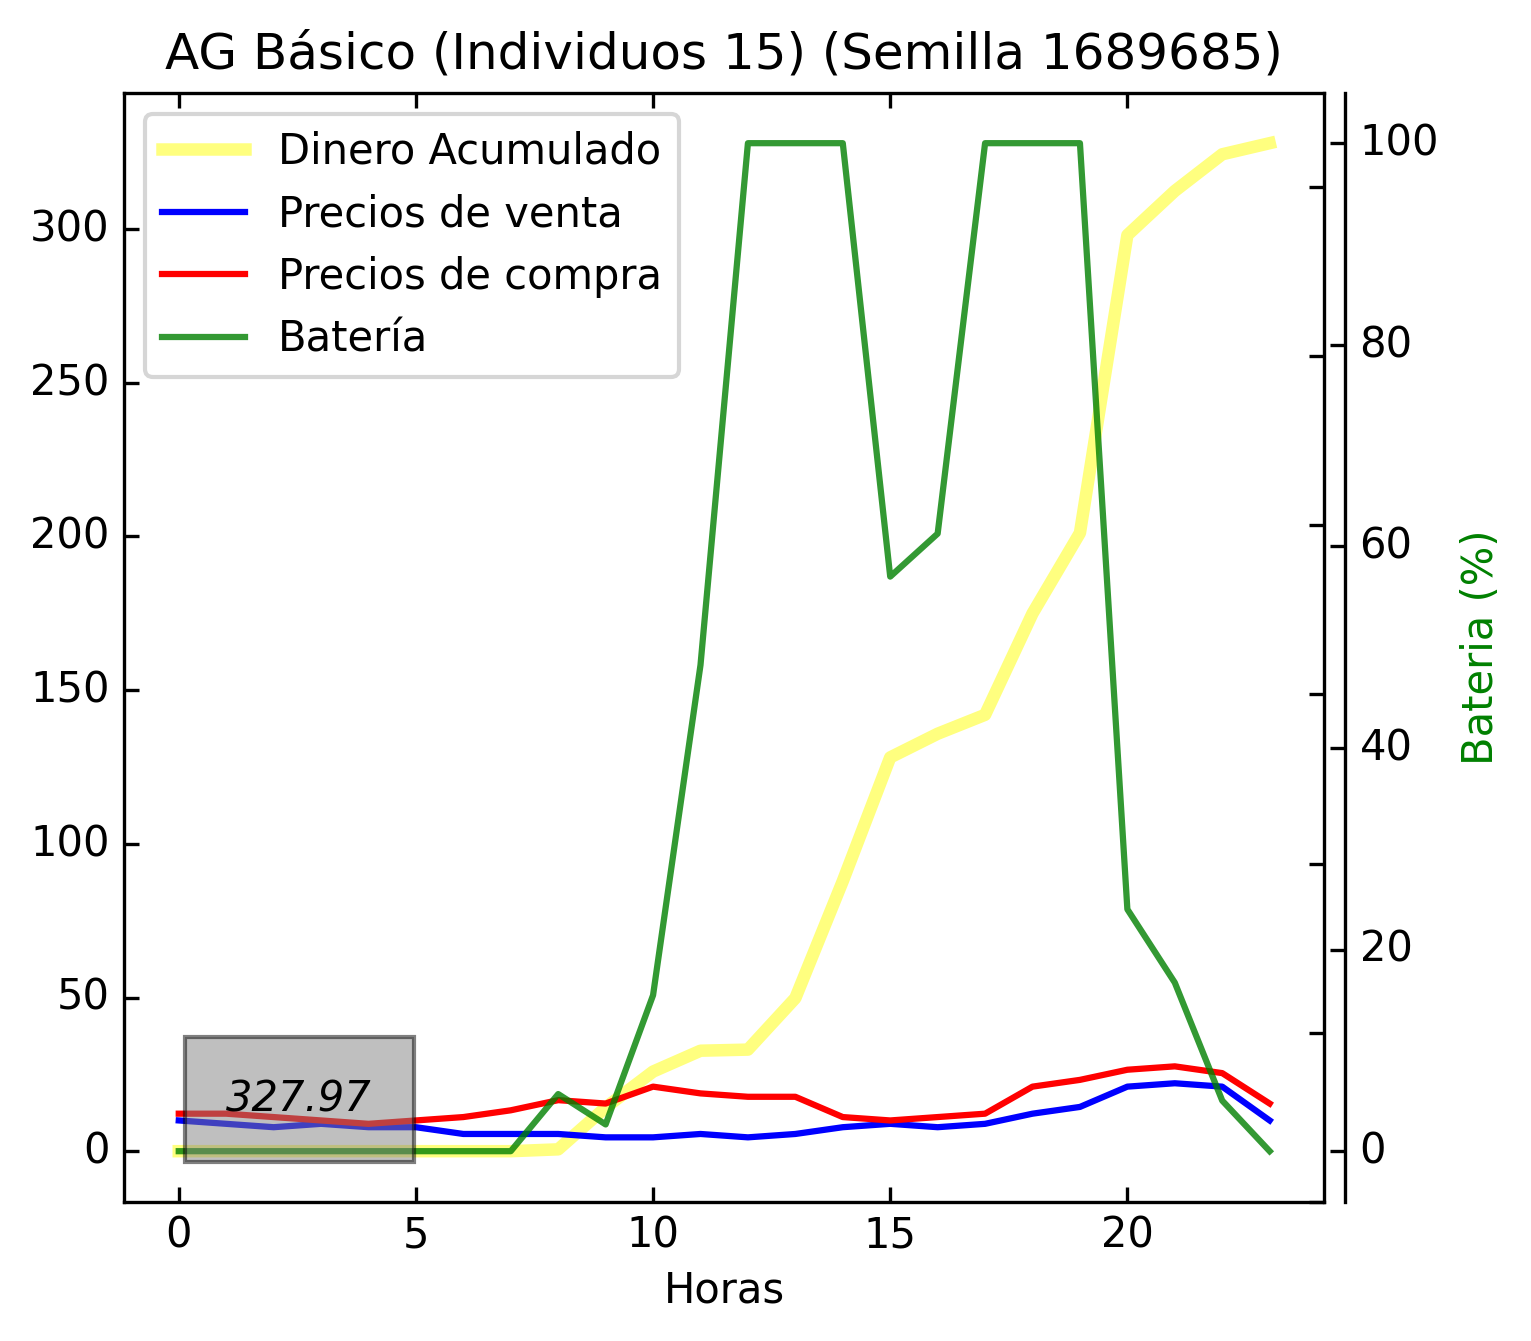 AG Básico (Individuos 15) (Semilla 1689685)
Dinero Acumulado
Precios de venta
Precios de compra
Batería
300
250
200
150
100
50
0
327.97
100
80
60
40
20
0
Bateria (%)
0 5 10 15 20
Horas